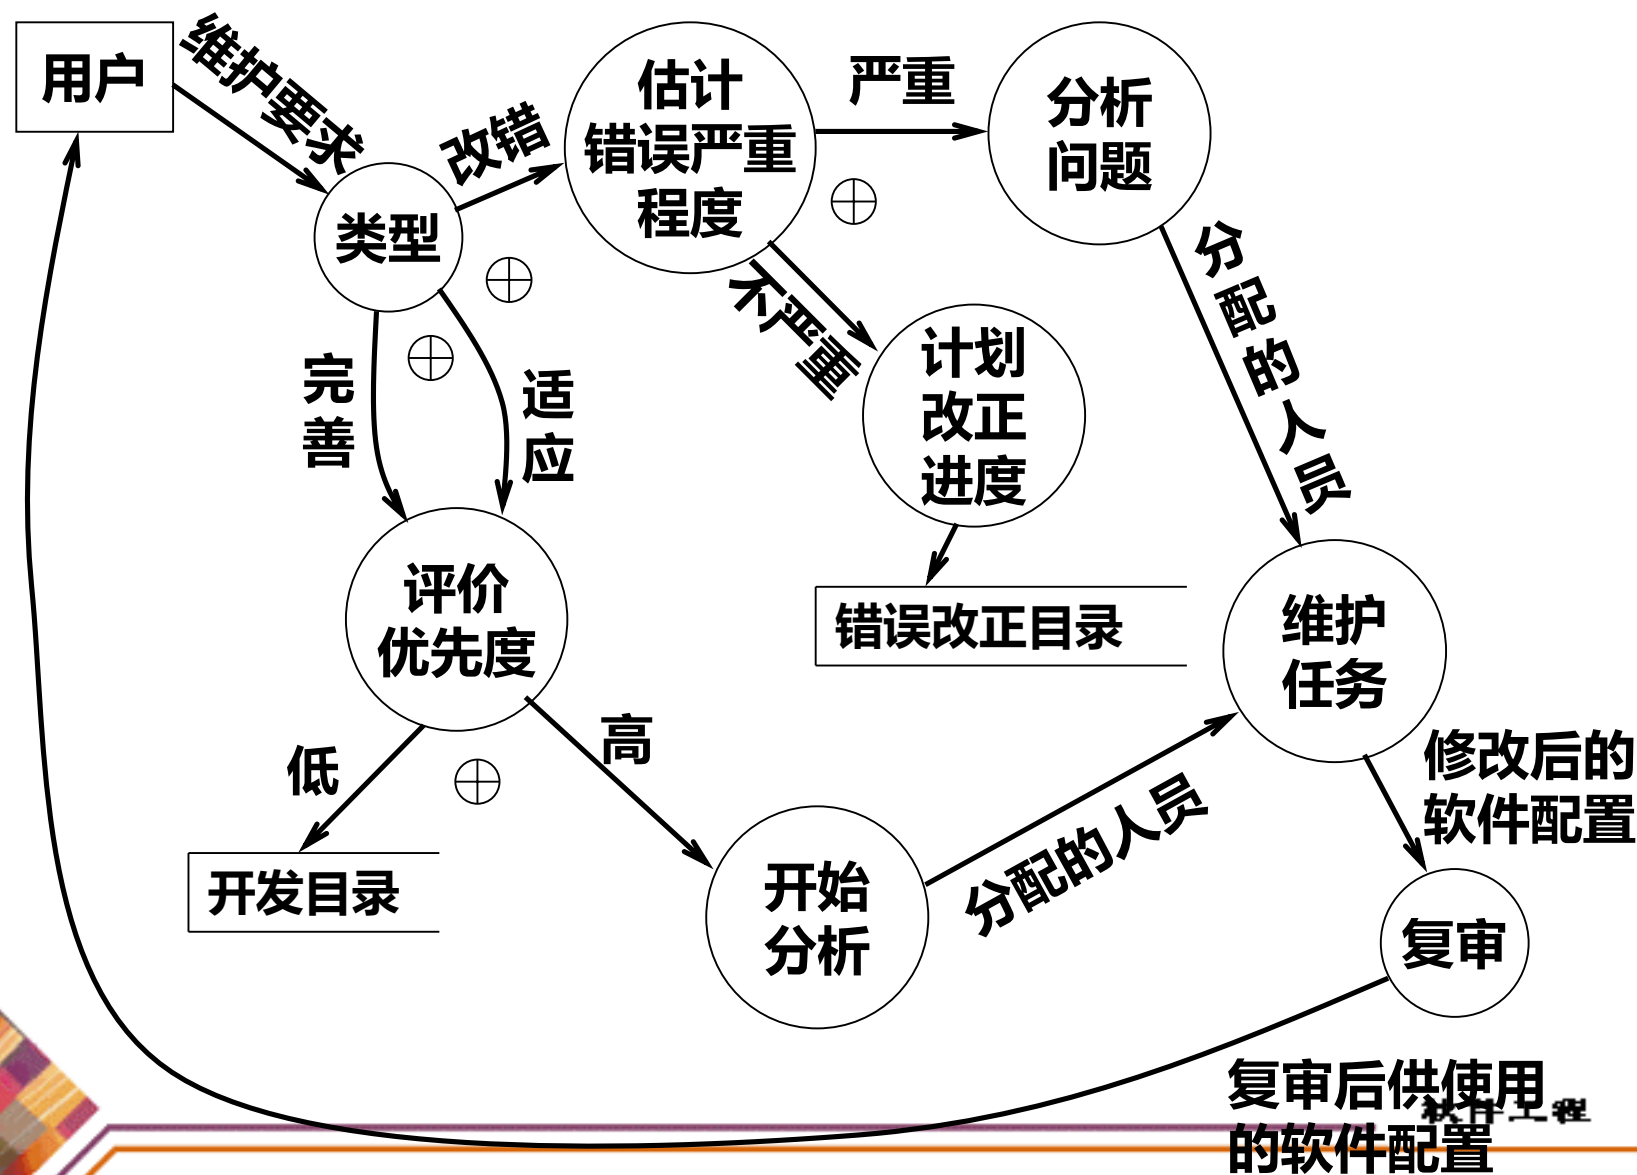 用户
维护要求
类型
改错
估计
错误严重
程度
严重
分析
问题
不严重
计划
改正
进度
错误改正目录
分配的人员
完善
适应
评价
优先度
低
高
开发目录
开始
分析
分配的人员
维护
任务
修改后的
软件配置
复审
复审后供使用
的软件配置
软件工程